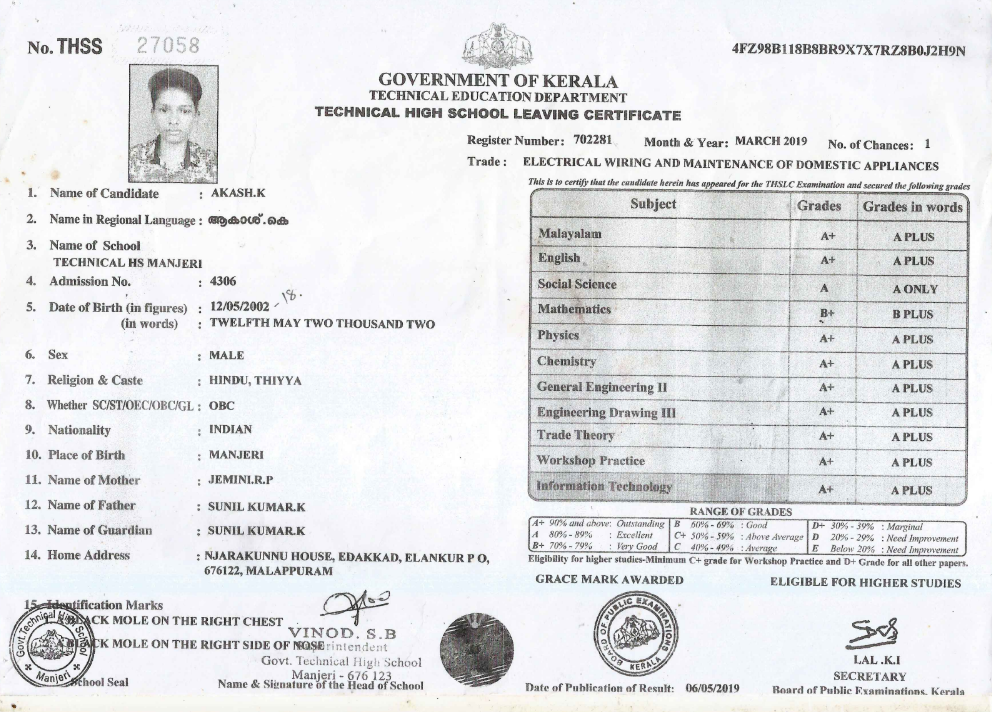 No. THSS 27058
4FZ98B118B8BR9X7X7RZ8B0J2H9N
GOVERNMENT OF KERALA
TECHNICAL EDUCATION DEPARTMENT
TECHNICAL HIGH SCHOOL LEAVING CERTIFICATE
Register Number: 702281 Month & Year: MARCH 2019 No. of Chances: 1
Trade : ELECTRICAL WIRING AND MAINTENANCE OF DOMESTIC APPLIANCES
This is to certify that the candidate herein has appeared for the THSLC Examination and secured the following grades
1. Name of Candidate : AKASH.K
2. Name in Regional Language : ആകാശ്.കെ
3. Name of School
TECHNICAL HS MANJERI
4. Admission No. : 4306
5. Date of Birth (in figures) : 12/05/2002 18.
(in words) : TWELFTH MAY TWO THOUSAND TWO
6. Sex : MALE
7. Religion & Caste : HINDU, THIYYA
8. Whether SC/ST/OEC/OBC/GL : OBC
9. Nationality : INDIAN
10. Place of Birth : MANJERI
11. Name of Mother : JEMINI.R.P
12. Name of Father : SUNIL KUMAR.K
13. Name of Guardian : SUNIL KUMAR.K
14. Home Address : NJARAKUNNU HOUSE, EDAKKAD, ELANKUR P O,
676122, MALAPPURAM
15. Identification Marks
BLACK MOLE ON THE RIGHT CHEST
BLACK MOLE ON THE RIGHT SIDE OF NOSE
Govt. Technical High School
Manjeri
School Seal
VINOD. S.B
Superintendent
Govt. Technical High School
Manjeri - 676 123
Name & Signature of the Head of School
Subject Grades Grades in words
Malayalam A+ A PLUS
English A+ A PLUS
Social Science A A ONLY
Mathematics B+ B PLUS
Physics A+ A PLUS
Chemistry A+ A PLUS
General Engineering II A+ A PLUS
Engineering Drawing III A+ A PLUS
Trade Theory A+ A PLUS
Workshop Practice A+ A PLUS
Information Technology A+ A PLUS
RANGE OF GRADES
A+ 90% and above: Outstanding B 60% - 69% : Good D+ 30% - 39% : Marginal
A 80% - 89% : Excellent C+ 50% - 59% : Above Average D 20% - 29% : Need Improvement
B+ 70% - 79% : Very Good C 40% - 49% : Average E Below 20% : Need Improvement
Eligibility for higher studies-Minimum C+ grade for Workshop Practice and D+ Grade for all other papers.
GRACE MARK AWARDED ELIGIBLE FOR HIGHER STUDIES
BOARD OF PUBLIC EXAMINATIONS
KERALA
LAL .K.I
SECRETARY
Date of Publication of Result: 06/05/2019 Board of Public Examinations, Kerala